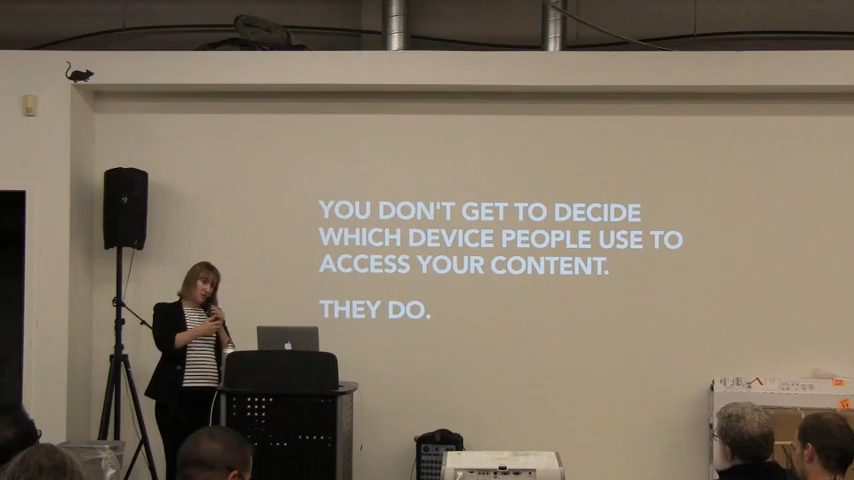 YOU DON'T GET TO DECIDE
WHICH DEVICE PEOPLE USE TO
ACCESS YOUR CONTENT.
THEY DO.